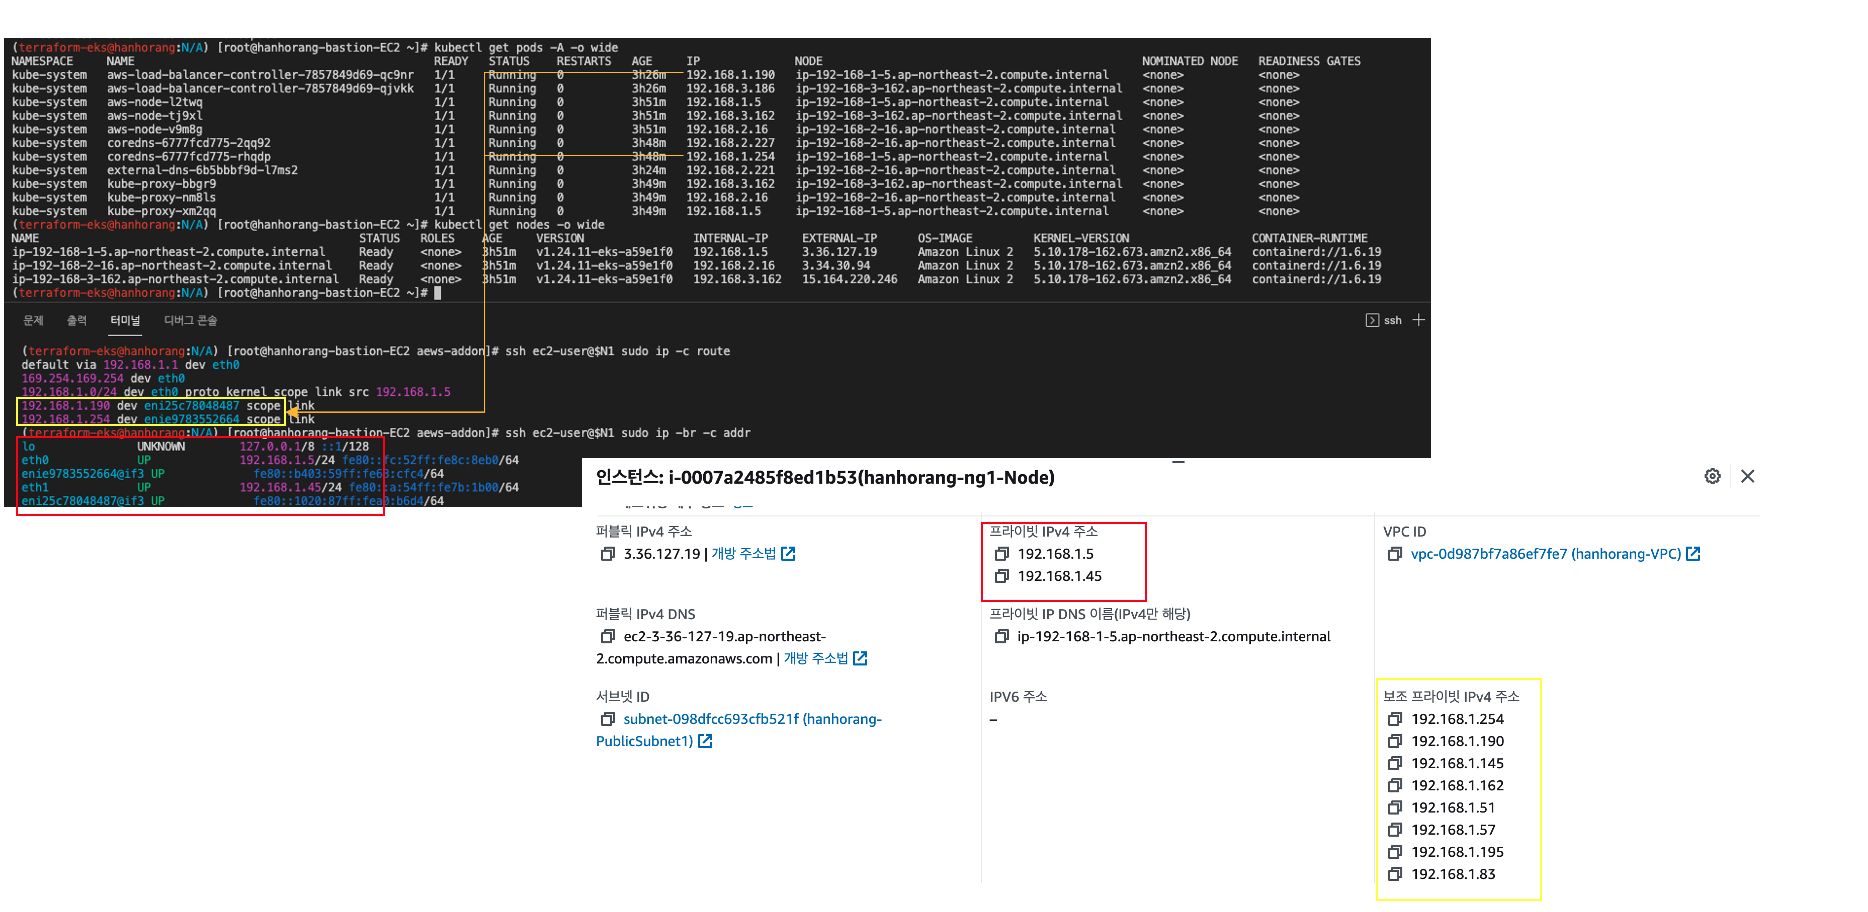 (terraform-eks@hanhorang:N/A) [root@hanhorang-bastion-EC2 ~]# kubectl get pods -A -o wide
NAMESPACE NAME READY STATUS RESTARTS AGE IP NODE NOMINATED NODE READINESS GATES
kube-system aws-load-balancer-controller-7857849d69-qc9nr 1/1 Running 0 3h26m 192.168.1.190 ip-192-168-1-5.ap-northeast-2.compute.internal <none> <none>
kube-system aws-load-balancer-controller-7857849d69-qjvkk 1/1 Running 0 3h26m 192.168.3.186 ip-192-168-3-162.ap-northeast-2.compute.internal <none> <none>
kube-system aws-node-l2twq 1/1 Running 0 3h51m 192.168.1.5 ip-192-168-1-5.ap-northeast-2.compute.internal <none> <none>
kube-system aws-node-tj9xl 1/1 Running 0 3h51m 192.168.3.162 ip-192-168-3-162.ap-northeast-2.compute.internal <none> <none>
kube-system aws-node-v9m8g 1/1 Running 0 3h51m 192.168.2.16 ip-192-168-2-16.ap-northeast-2.compute.internal <none> <none>
kube-system coredns-6777fcd775-2qq92 1/1 Running 0 3h48m 192.168.2.227 ip-192-168-2-16.ap-northeast-2.compute.internal <none> <none>
kube-system coredns-6777fcd775-rhqdp 1/1 Running 0 3h48m 192.168.1.254 ip-192-168-1-5.ap-northeast-2.compute.internal <none> <none>
kube-system external-dns-6b5bbbf9d-l7ms2 1/1 Running 0 3h24m 192.168.2.221 ip-192-168-2-16.ap-northeast-2.compute.internal <none> <none>
kube-system kube-proxy-bbgr9 1/1 Running 0 3h49m 192.168.3.162 ip-192-168-3-162.ap-northeast-2.compute.internal <none> <none>
kube-system kube-proxy-nm8ls 1/1 Running 0 3h49m 192.168.2.16 ip-192-168-2-16.ap-northeast-2.compute.internal <none> <none>
kube-system kube-proxy-xm2qq 1/1 Running 0 3h49m 192.168.1.5 ip-192-168-1-5.ap-northeast-2.compute.internal <none> <none>
(terraform-eks@hanhorang:N/A) [root@hanhorang-bastion-EC2 ~]# kubectl get nodes -o wide
NAME STATUS ROLES AGE VERSION INTERNAL-IP EXTERNAL-IP OS-IMAGE KERNEL-VERSION CONTAINER-RUNTIME
ip-192-168-1-5.ap-northeast-2.compute.internal Ready <none> 3h51m v1.24.11-eks-a59e1f0 192.168.1.5 3.36.127.19 Amazon Linux 2 5.10.178-162.673.amzn2.x86_64 containerd://1.6.19
ip-192-168-2-16.ap-northeast-2.compute.internal Ready <none> 3h51m v1.24.11-eks-a59e1f0 192.168.2.16 3.34.30.94 Amazon Linux 2 5.10.178-162.673.amzn2.x86_64 containerd://1.6.19
ip-192-168-3-162.ap-northeast-2.compute.internal Ready <none> 3h51m v1.24.11-eks-a59e1f0 192.168.3.162 15.164.220.246 Amazon Linux 2 5.10.178-162.673.amzn2.x86_64 containerd://1.6.19
(terraform-eks@hanhorang:N/A) [root@hanhorang-bastion-EC2 ~]#
문제 출력 터미널 디버그 콘솔 ssh
(terraform-eks@hanhorang:N/A) [root@hanhorang-bastion-EC2 aews-addon]# ssh ec2-user@$N1 sudo ip -c route
default via 192.168.1.1 dev eth0
169.254.169.254 dev eth0
192.168.1.0/24 dev eth0 proto kernel scope link src 192.168.1.5
192.168.1.190 dev eni25c78048487 scope link
192.168.1.254 dev enie9783552664 scope link
(terraform-eks@hanhorang:N/A) [root@hanhorang-bastion-EC2 aews-addon]# ssh ec2-user@$N1 sudo ip -br -c addr
lo UNKNOWN 127.0.0.1/8 ::1/128
eth0 UP 192.168.1.5/24 fe80::fc:52ff:fe8c:8eb0/64
enie9783552664@if3 UP fe80::b403:59ff:fe63:cfc4/64
eth1 UP 192.168.1.45/24 fe80::a:54ff:fe7b:1b00/64
eni25c78048487@if3 UP fe80::1020:87ff:fea0:b6d4/64
인스턴스: i-0007a2485f8ed1b53(hanhorang-ng1-Node)
퍼블릭 IPv4 주소
3.36.127.19 | 개방 주소법
프라이빗 IPv4 주소
192.168.1.5
192.168.1.45
VPC ID
vpc-0d987bf7a86ef7fe7 (hanhorang-VPC)
퍼블릭 IPv4 DNS
ec2-3-36-127-19.ap-northeast-
2.compute.amazonaws.com | 개방 주소법
프라이빗 IP DNS 이름(IPv4만 해당)
ip-192-168-1-5.ap-northeast-2.compute.internal
서브넷 ID
subnet-098dfcc693cfb521f (hanhorang-
PublicSubnet1)
IPV6 주소
–
보조 프라이빗 IPv4 주소
192.168.1.254
192.168.1.190
192.168.1.145
192.168.1.162
192.168.1.51
192.168.1.57
192.168.1.195
192.168.1.83